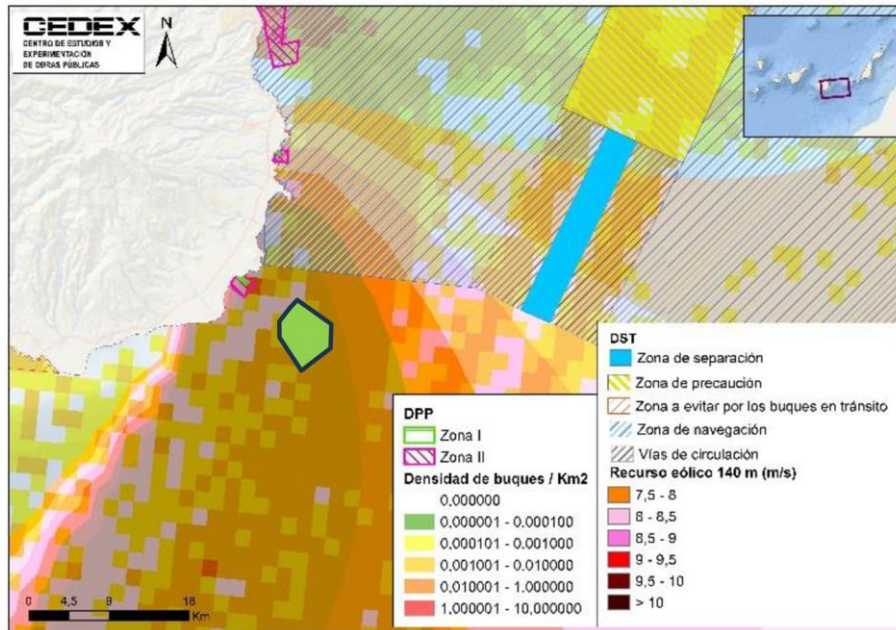 CEDEX
CENTRO DE ESTUDIOS Y
EXPERIMENTACIÓN
DE OBRAS PÚBLICAS
N
DPP
Zona I
Zona II
Densidad de buques / Km2
0,000000
0,000001 - 0,000100
0,000101 - 0,001000
0,001001 - 0,010000
0,010001 - 1,000000
1,000001 - 10,000000
DST
Zona de separación
Zona de precaución
Zona a evitar por los buques en tránsito
Zona de navegación
Vías de circulación
Recurso eólico 140 m (m/s)
7,5 - 8
8 - 8,5
8,5 - 9
9 - 9,5
9,5 - 10
> 10
0 4,5 9 18
Km